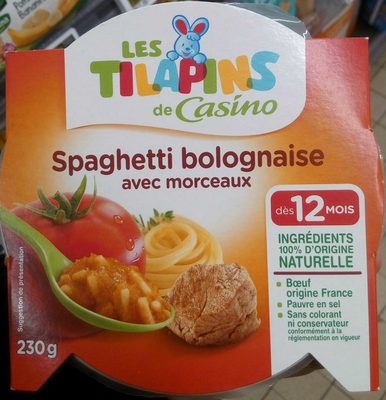 LES
TILAPINS
de Casino
Spaghetti bolognaise
avec morceaux
dès 12 MOIS
INGRÉDIENTS
100% D'ORIGINE
NATURELLE
• Bœuf
origine France
• Pauvre en sel
• Sans colorant
ni conservateur
conformément à la
réglementation en vigueur
Suggestion de présentation
230g